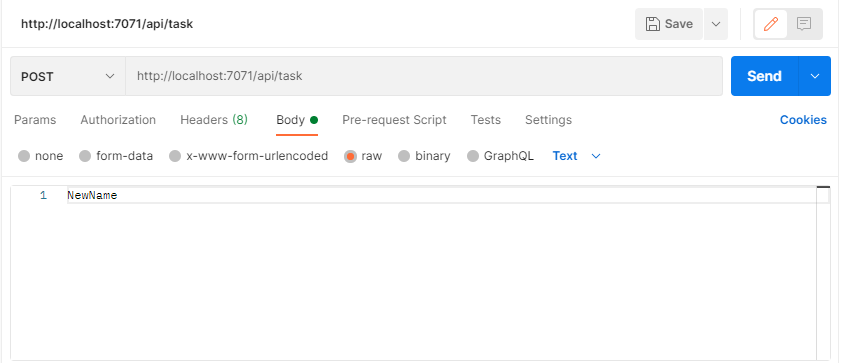 http://localhost:7071/api/task Save
POST http://localhost:7071/api/task Send
Params Authorization Headers (8) Body Pre-request Script Tests Settings Cookies
none form-data x-www-form-urlencoded raw binary GraphQL Text
1 NewName